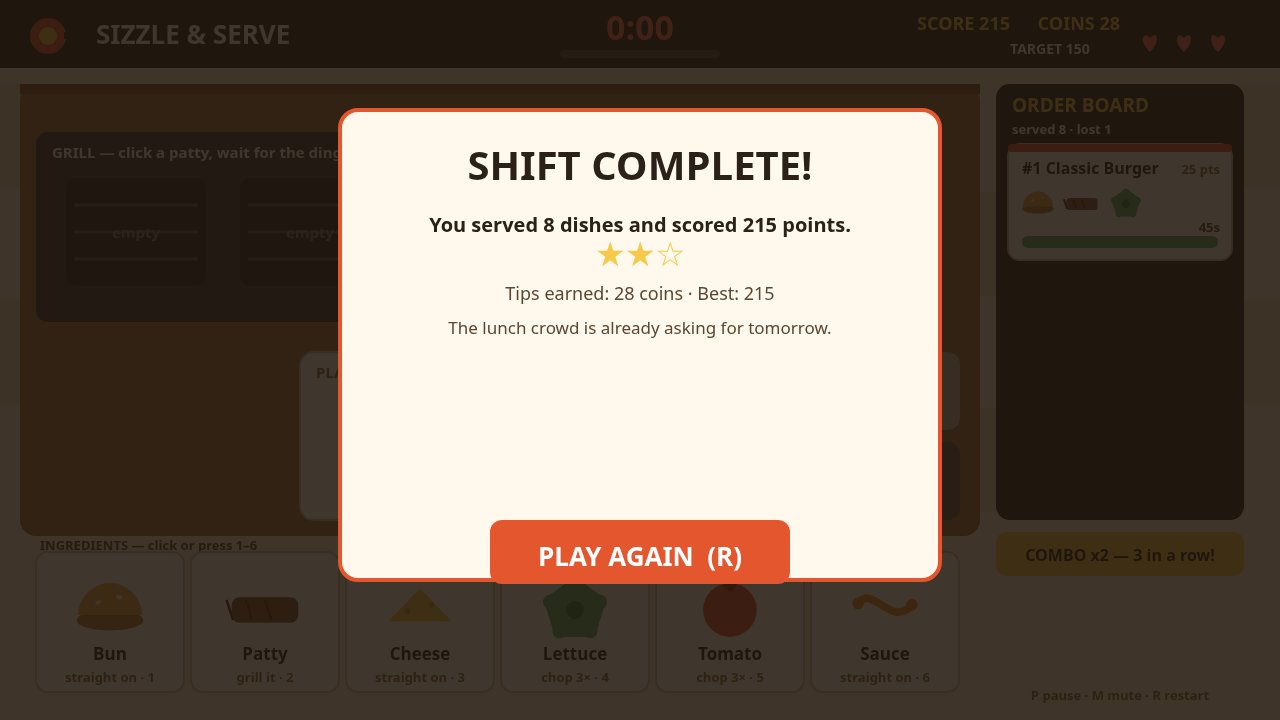 SIZZLE & SERVE
0:00
SCORE 215 COINS 28
TARGET 150
GRILL — click a patty, wait for the ding
empty
empty
ORDER BOARD
served 8 · lost 1
#1 Classic Burger 25 pts
45s
SHIFT COMPLETE!
You served 8 dishes and scored 215 points.
★★☆
Tips earned: 28 coins · Best: 215
The lunch crowd is already asking for tomorrow.
PLAY AGAIN (R)
COMBO x2 — 3 in a row!
INGREDIENTS — click or press 1–6
Bun
straight on · 1
Patty
grill it · 2
Cheese
straight on · 3
Lettuce
chop 3× · 4
Tomato
chop 3× · 5
Sauce
straight on · 6
P pause · M mute · R restart